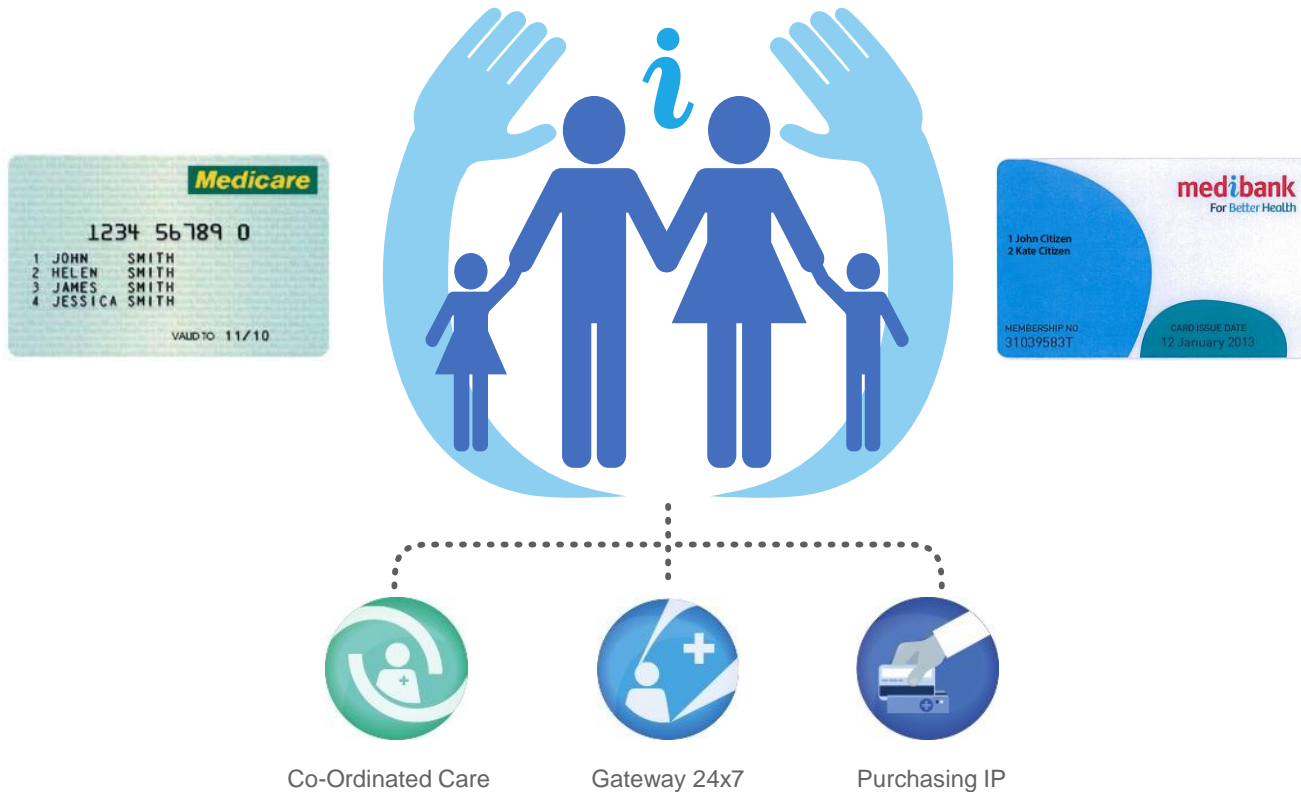 i
Medicare
1234 56789 0
1 JOHN SMITH
2 HELEN SMITH
3 JAMES SMITH
4 JESSICA SMITH
VALID TO 11/10
medibank
For Better Health
1 John Citizen
2 Kate Citizen
MEMBERSHIP NO
31039583T
CARD ISSUE DATE
12 January 2013
Co-Ordinated Care
Gateway 24x7
Purchasing IP